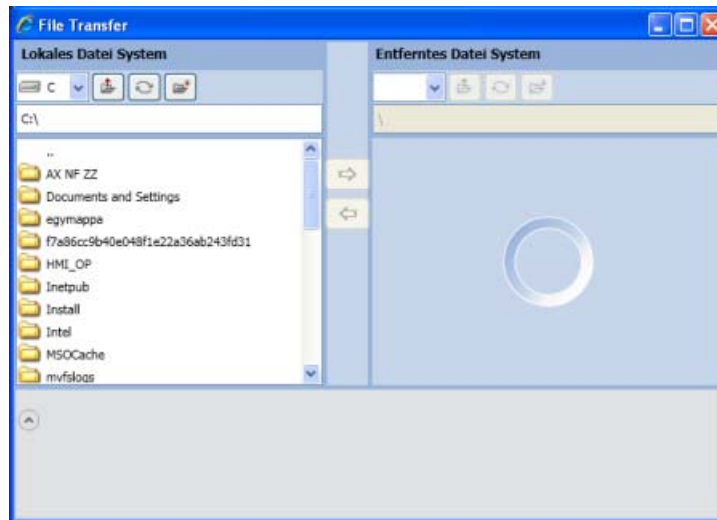 File Transfer
Lokales Datei System
Entferntes Datei System
C
C:\
\
..
AX NF ZZ
Documents and Settings
egymappa
f7a86cc9b40e048f1e22a36ab243fd31
HMI_OP
Inetpub
Install
Intel
MSOCache
mvfslogs